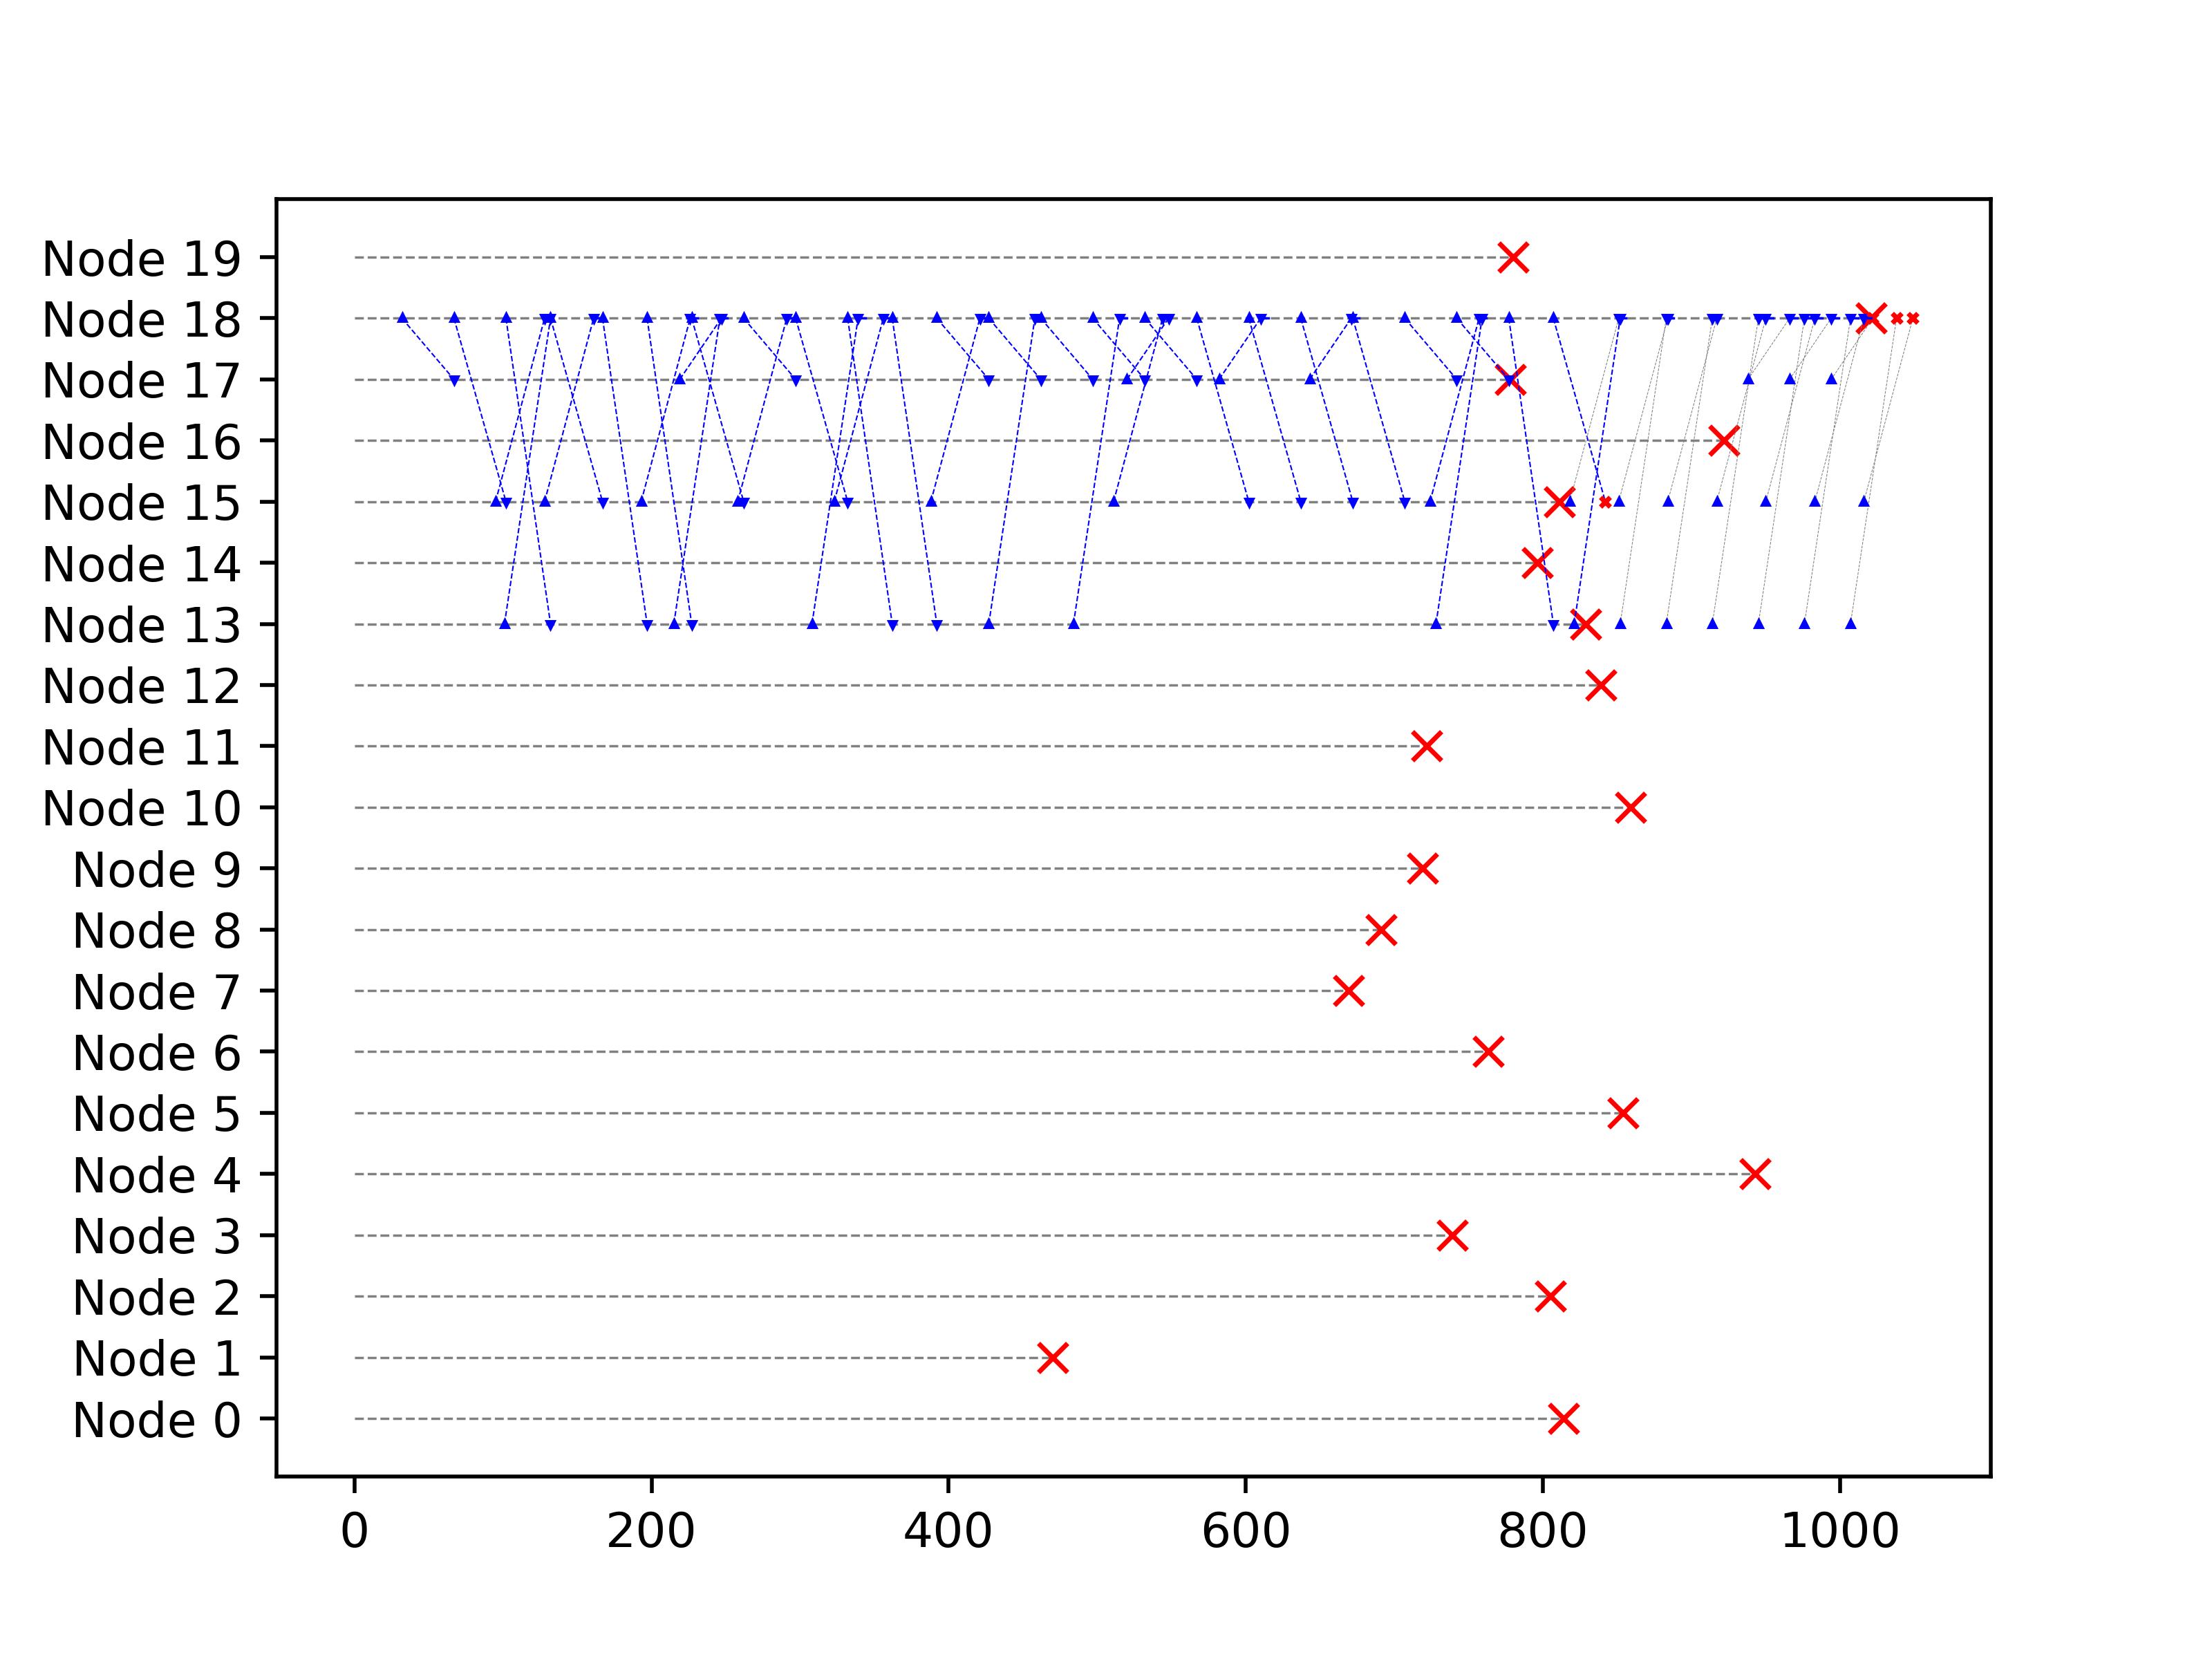 Node 19
Node 18
Node 17
Node 16
Node 15
Node 14
Node 13
Node 12
Node 11
Node 10
Node 9
Node 8
Node 7
Node 6
Node 5
Node 4
Node 3
Node 2
Node 1
Node 0
0 200 400 600 800 1000